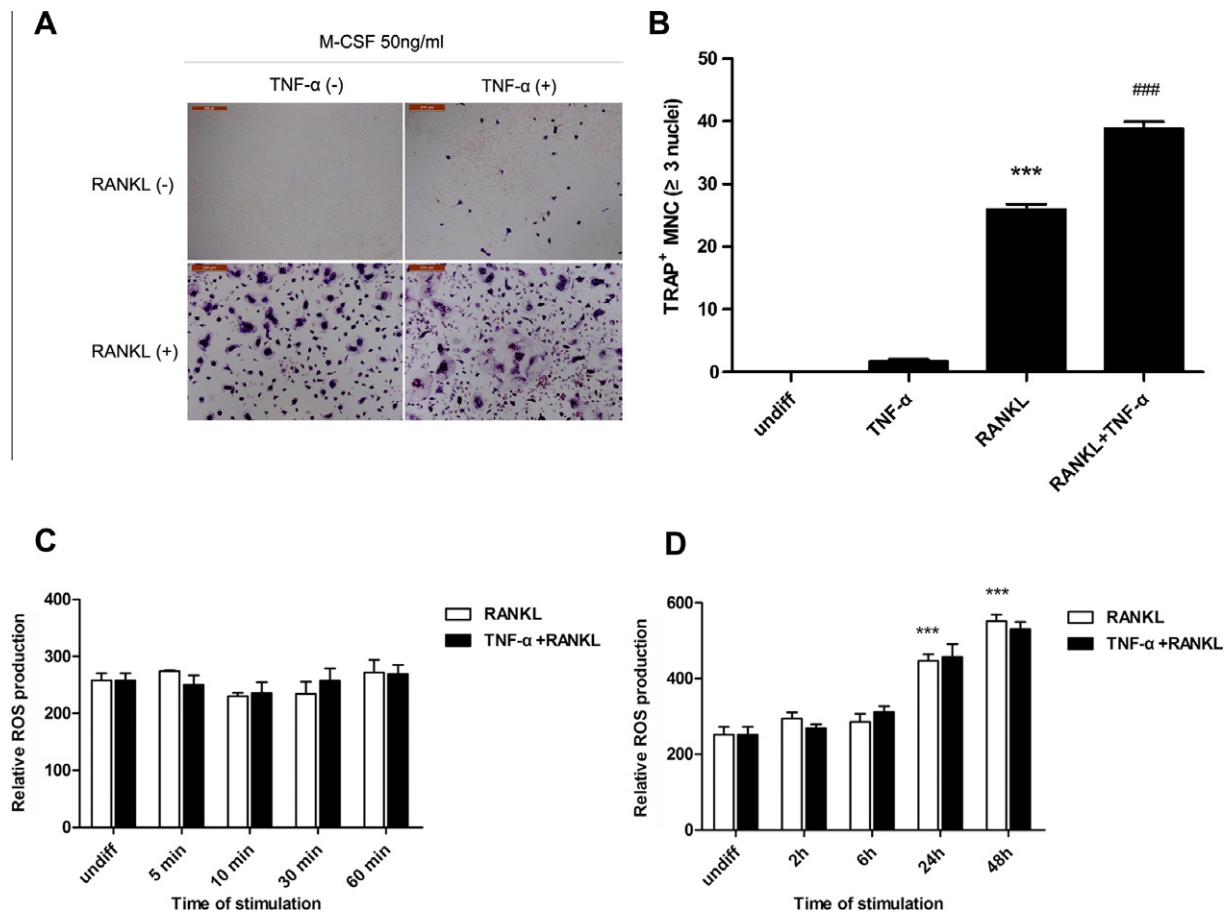 A
M-CSF 50ng/ml
TNF-α (-)
TNF-α (+)
RANKL (-)
RANKL (+)
B
TRAP⁺ MNC (≥ 3 nuclei)
50
40
30
20
10
0
***
###
undiff
TNF-α
RANKL
RANKL+TNF-α
C
Relative ROS production
400
300
200
100
0
undiff
5 min
10 min
30 min
60 min
Time of stimulation
RANKL
TNF-α +RANKL
D
Relative ROS production
600
400
200
0
***
***
undiff
2h
6h
24h
48h
Time of stimulation
RANKL
TNF-α +RANKL